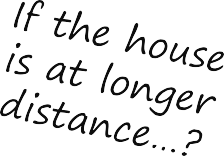 If the house
is at longer
distance...?